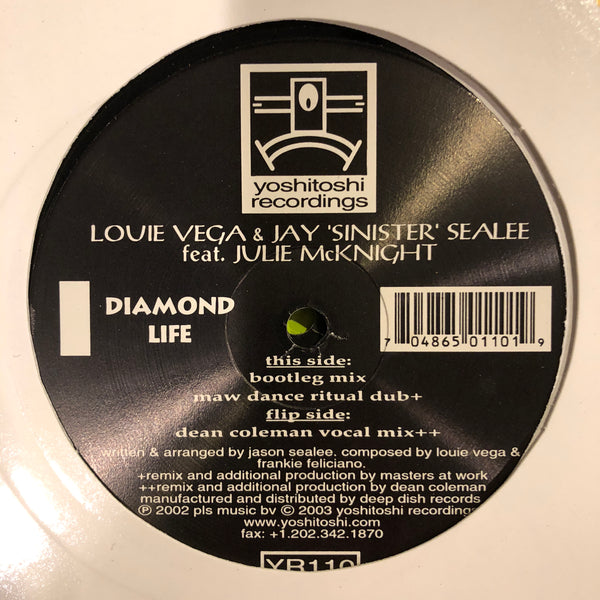 yoshitoshi
recordings
LOUIE VEGA & JAY 'SINISTER' SEALEE
feat. JULIE McKNIGHT
DIAMOND
LIFE
7 04865 01101 9
this side:
bootleg mix
maw dance ritual dub+
flip side:
dean coleman vocal mix++
written & arranged by jason sealee. composed by louie vega &
frankie feliciano.
+remix and additional production by masters at work
++remix and additional production by dean coleman
manufactured and distributed by deep dish records
℗ 2002 pls music bv © 2003 yoshitoshi recordings
www.yoshitoshi.com
fax: +1.202.342.1870
YR110